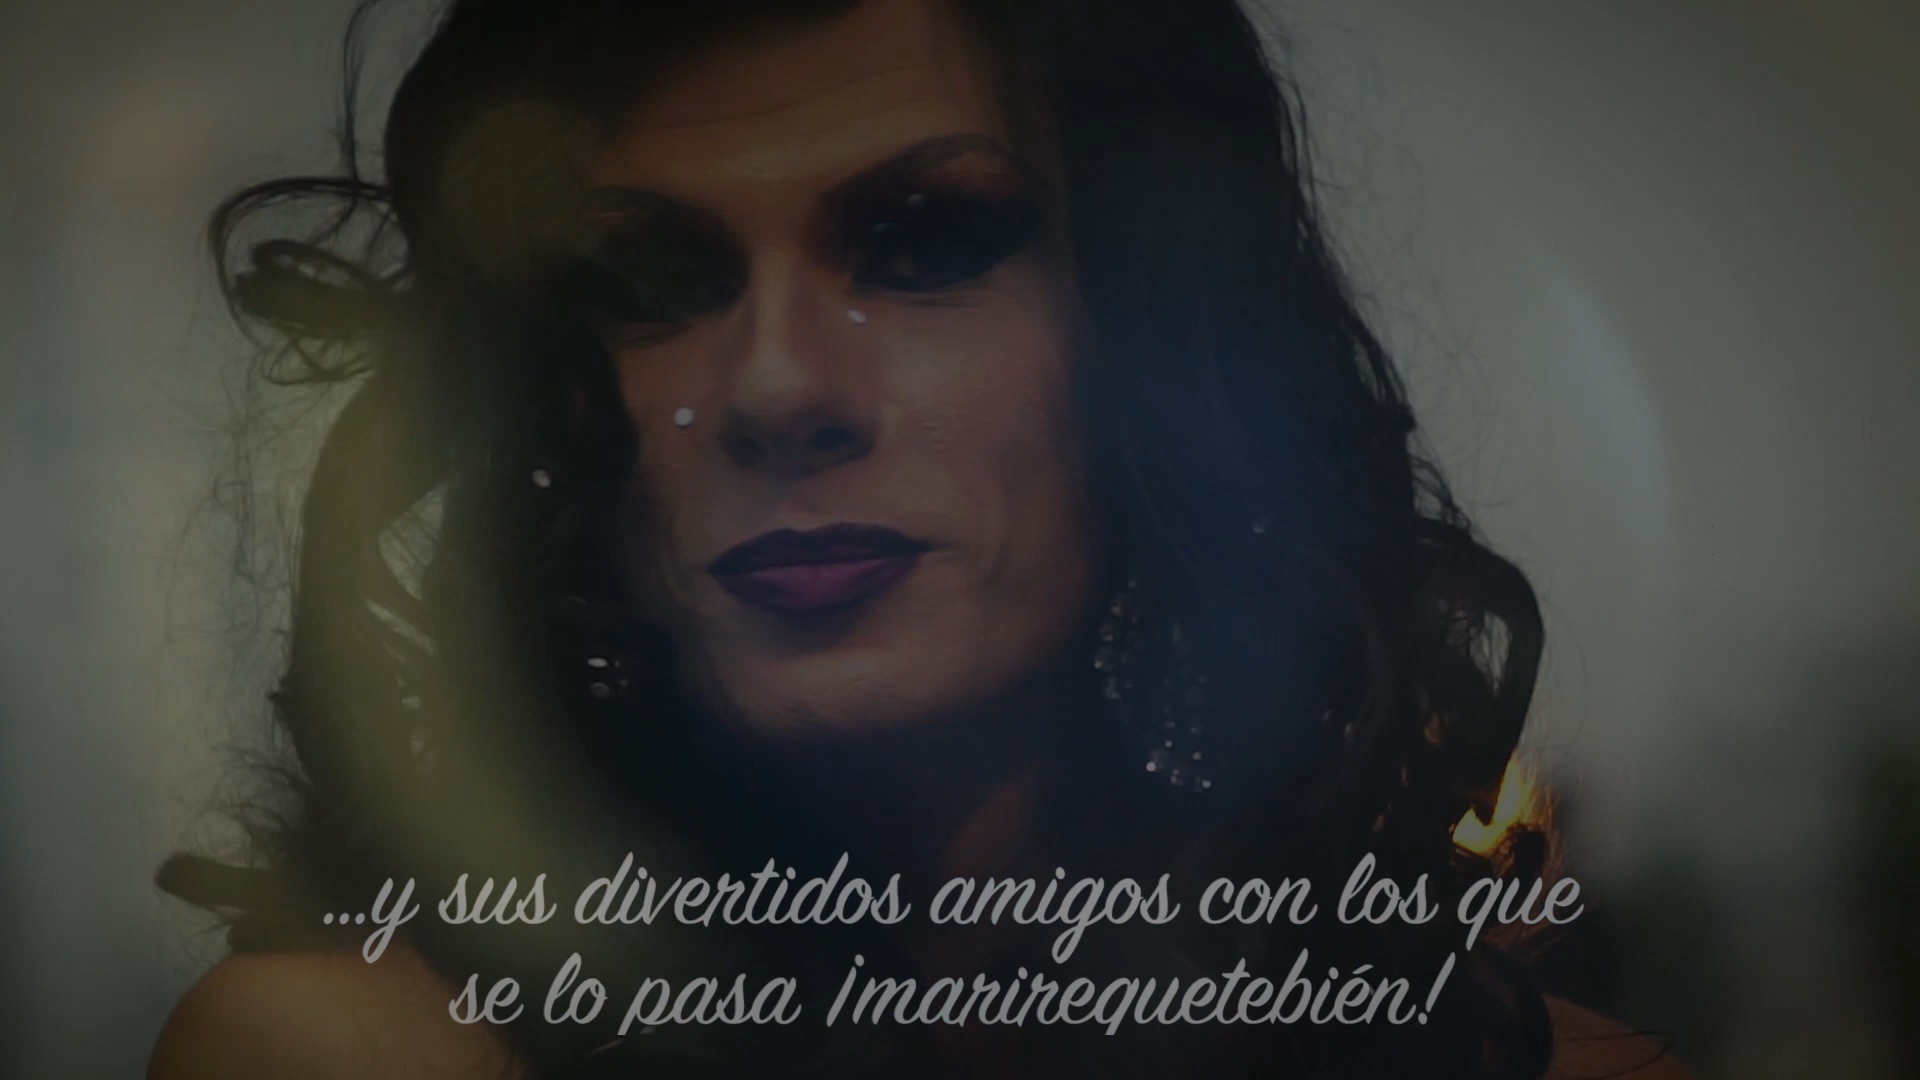 ...y sus divertidos amigos con los que
se lo pasa ¡marirequetebién!